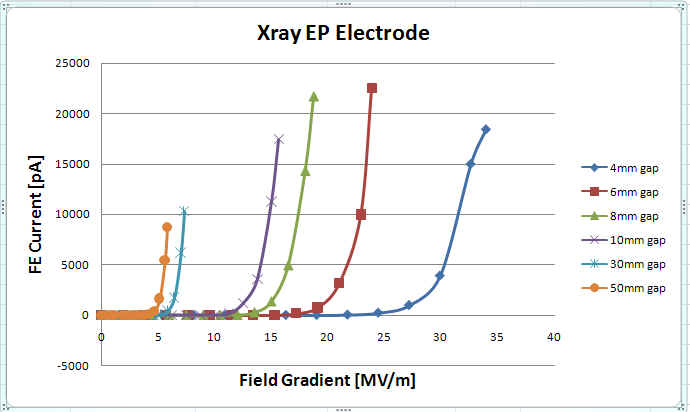 Xray EP Electrode
25000
20000
15000
10000
5000
0
-5000
FE Current [pA]
0 5 10 15 20 25 30 35 40
Field Gradient [MV/m]
4mm gap
6mm gap
8mm gap
10mm gap
30mm gap
50mm gap